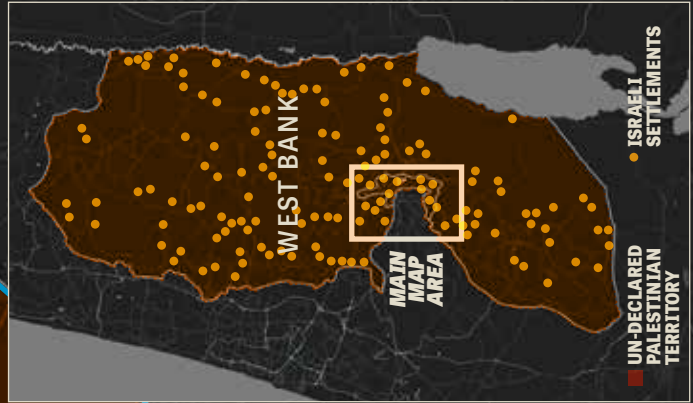 WEST BANK
MAIN
MAP
AREA
UN-DECLARED
PALESTINIAN
TERRITORY
ISRAELI
SETTLEMENTS